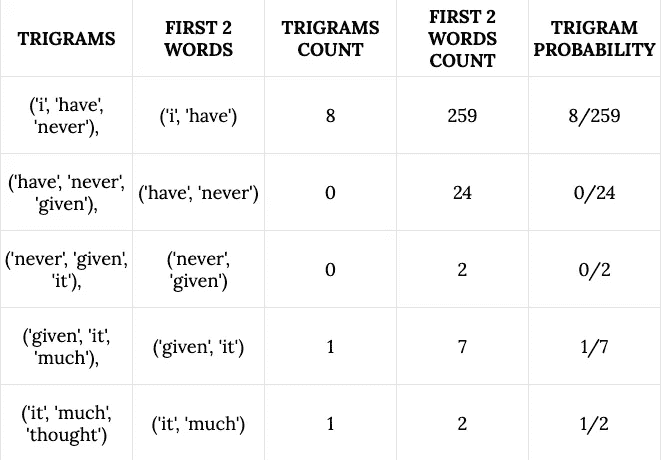 TRIGRAMS FIRST 2 WORDS TRIGRAMS COUNT FIRST 2 WORDS COUNT TRIGRAM PROBABILITY
('i', 'have', 'never'), ('i', 'have') 8 259 8/259
('have', 'never', 'given'), ('have', 'never') 0 24 0/24
('never', 'given', 'it'), ('never', 'given') 0 2 0/2
('given', 'it', 'much'), ('given', 'it') 1 7 1/7
('it', 'much', 'thought') ('it', 'much') 1 2 1/2